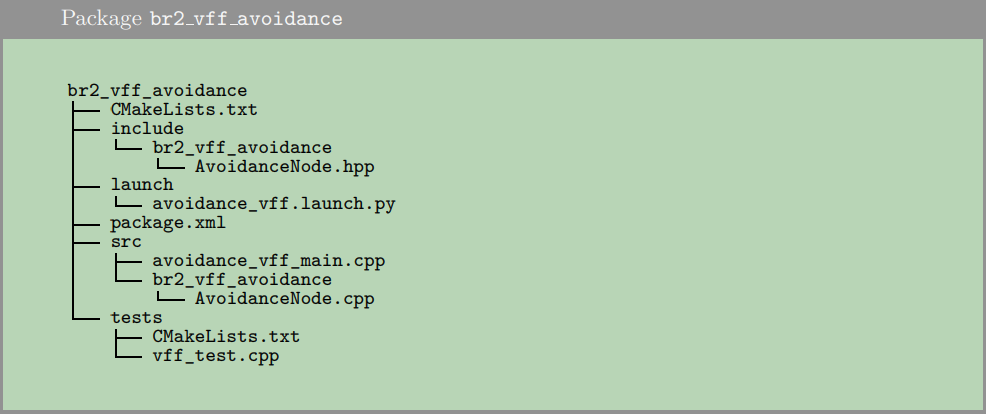 Package br2_vff_avoidance
br2_vff_avoidance
CMakeLists.txt
include
br2_vff_avoidance
AvoidanceNode.hpp
launch
avoidance_vff.launch.py
package.xml
src
avoidance_vff_main.cpp
br2_vff_avoidance
AvoidanceNode.cpp
tests
CMakeLists.txt
vff_test.cpp